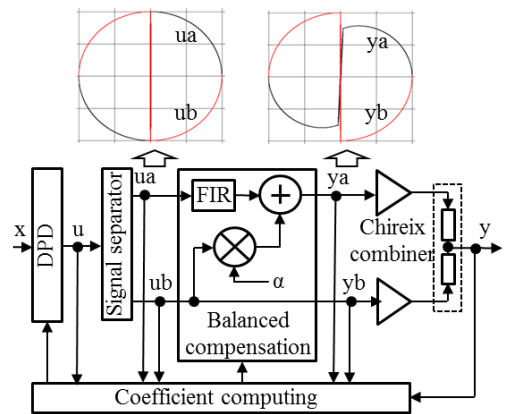 ua
ub
ya
yb
ua
ya
x
DPD
u
Signal separator
FIR
+
Chireix
combiner
y
ub
α
yb
Balanced
compensation
Coefficient computing